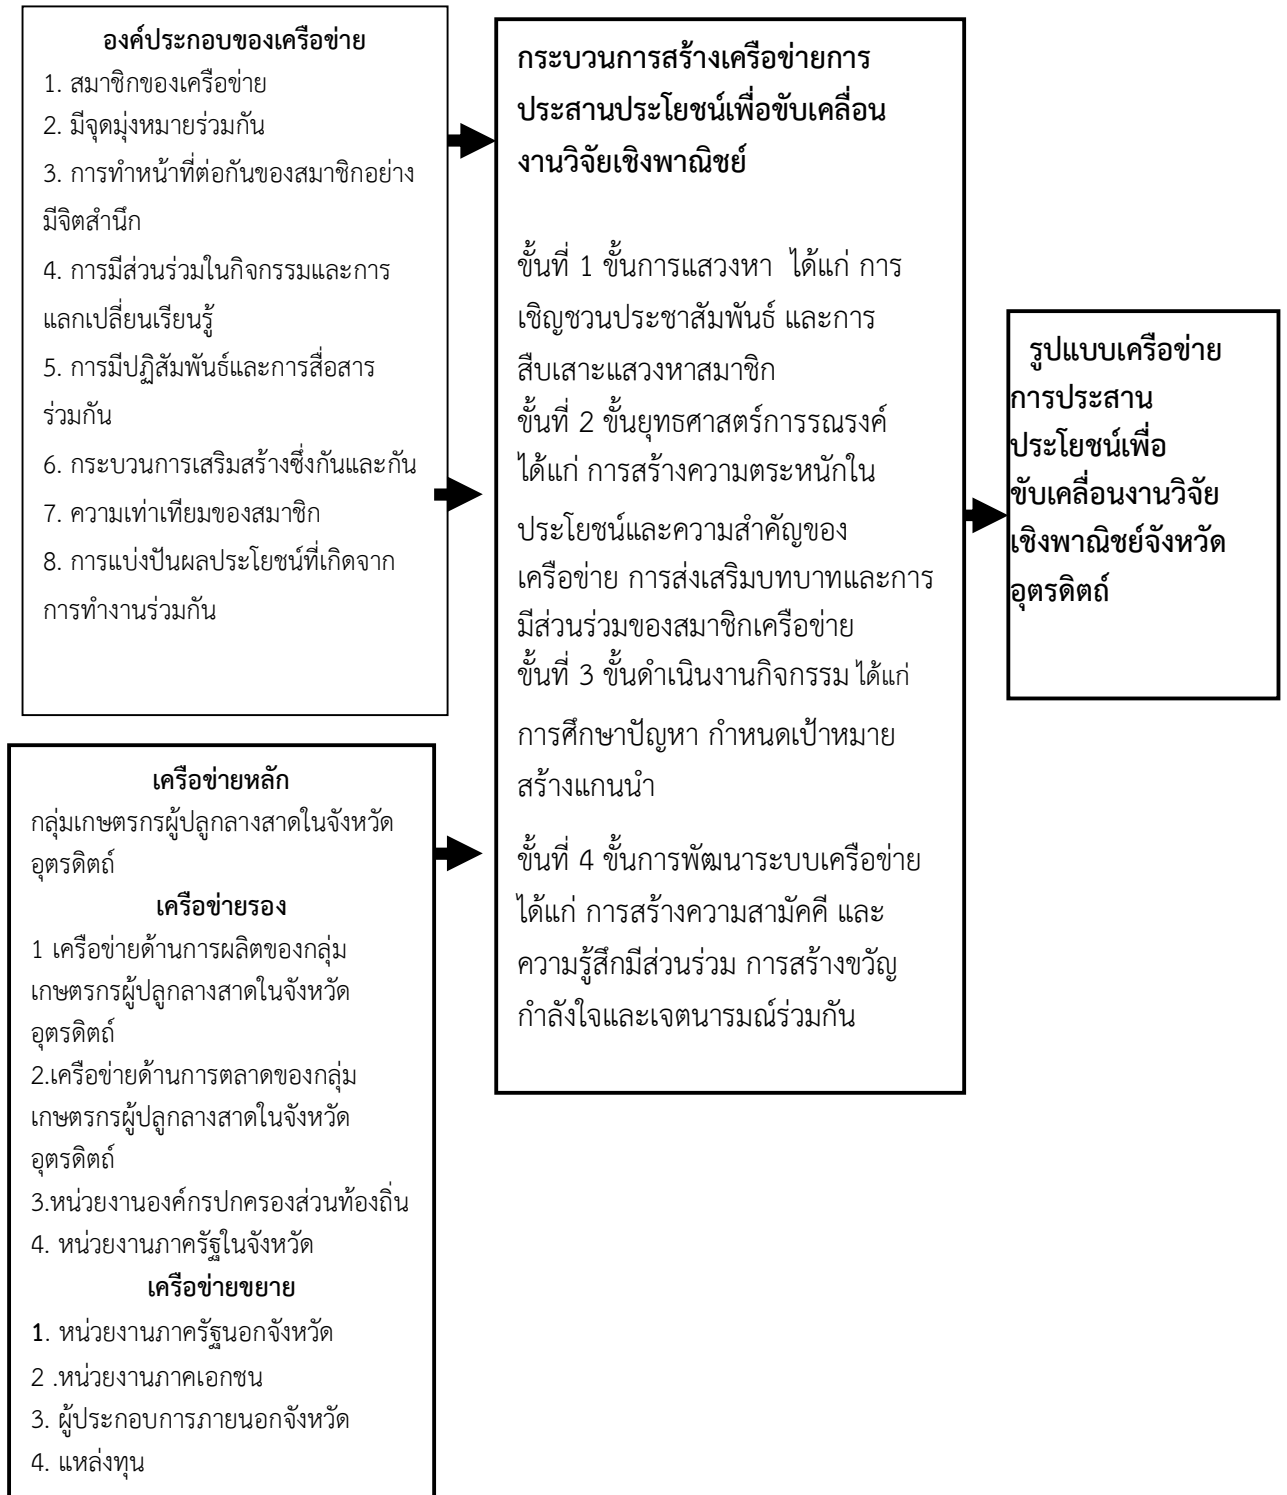 องค์ประกอบของเครือข่าย
1. สมาชิกของเครือข่าย
2. มีจุดมุ่งหมายร่วมกัน
3. การทำหน้าที่ต่อกันของสมาชิกอย่าง
มีจิตสำนึก
4. การมีส่วนร่วมในกิจกรรมและการ
แลกเปลี่ยนเรียนรู้
5. การมีปฏิสัมพันธ์และการสื่อสาร
ร่วมกัน
6. กระบวนการเสริมสร้างซึ่งกันและกัน
7. ความเท่าเทียมของสมาชิก
8. การแบ่งปันผลประโยชน์ที่เกิดจาก
การทำงานร่วมกัน
เครือข่ายหลัก
กลุ่มเกษตรกรผู้ปลูกลางสาดในจังหวัด
อุตรดิตถ์
เครือข่ายรอง
1 เครือข่ายด้านการผลิตของกลุ่ม
เกษตรกรผู้ปลูกลางสาดในจังหวัด
อุตรดิตถ์
2.เครือข่ายด้านการตลาดของกลุ่ม
เกษตรกรผู้ปลูกลางสาดในจังหวัด
อุตรดิตถ์
3.หน่วยงานองค์กรปกครองส่วนท้องถิ่น
4. หน่วยงานภาครัฐในจังหวัด
เครือข่ายขยาย
1. หน่วยงานภาครัฐนอกจังหวัด
2 .หน่วยงานภาคเอกชน
3. ผู้ประกอบการภายนอกจังหวัด
4. แหล่งทุน
กระบวนการสร้างเครือข่ายการ
ประสานประโยชน์เพื่อขับเคลื่อน
งานวิจัยเชิงพาณิชย์
ขั้นที่ 1 ขั้นการแสวงหา ได้แก่ การ
เชิญชวนประชาสัมพันธ์ และการ
สืบเสาะแสวงหาสมาชิก
ขั้นที่ 2 ขั้นยุทธศาสตร์การรณรงค์
ได้แก่ การสร้างความตระหนักใน
ประโยชน์และความสำคัญของ
เครือข่าย การส่งเสริมบทบาทและการ
มีส่วนร่วมของสมาชิกเครือข่าย
ขั้นที่ 3 ขั้นดำเนินงานกิจกรรม ได้แก่
การศึกษาปัญหา กำหนดเป้าหมาย
สร้างแกนนำ
ขั้นที่ 4 ขั้นการพัฒนาระบบเครือข่าย
ได้แก่ การสร้างความสามัคคี และ
ความรู้สึกมีส่วนร่วม การสร้างขวัญ
กำลังใจและเจตนารมณ์ร่วมกัน
รูปแบบเครือข่าย
การประสาน
ประโยชน์เพื่อ
ขับเคลื่อนงานวิจัย
เชิงพาณิชย์จังหวัด
อุตรดิตถ์